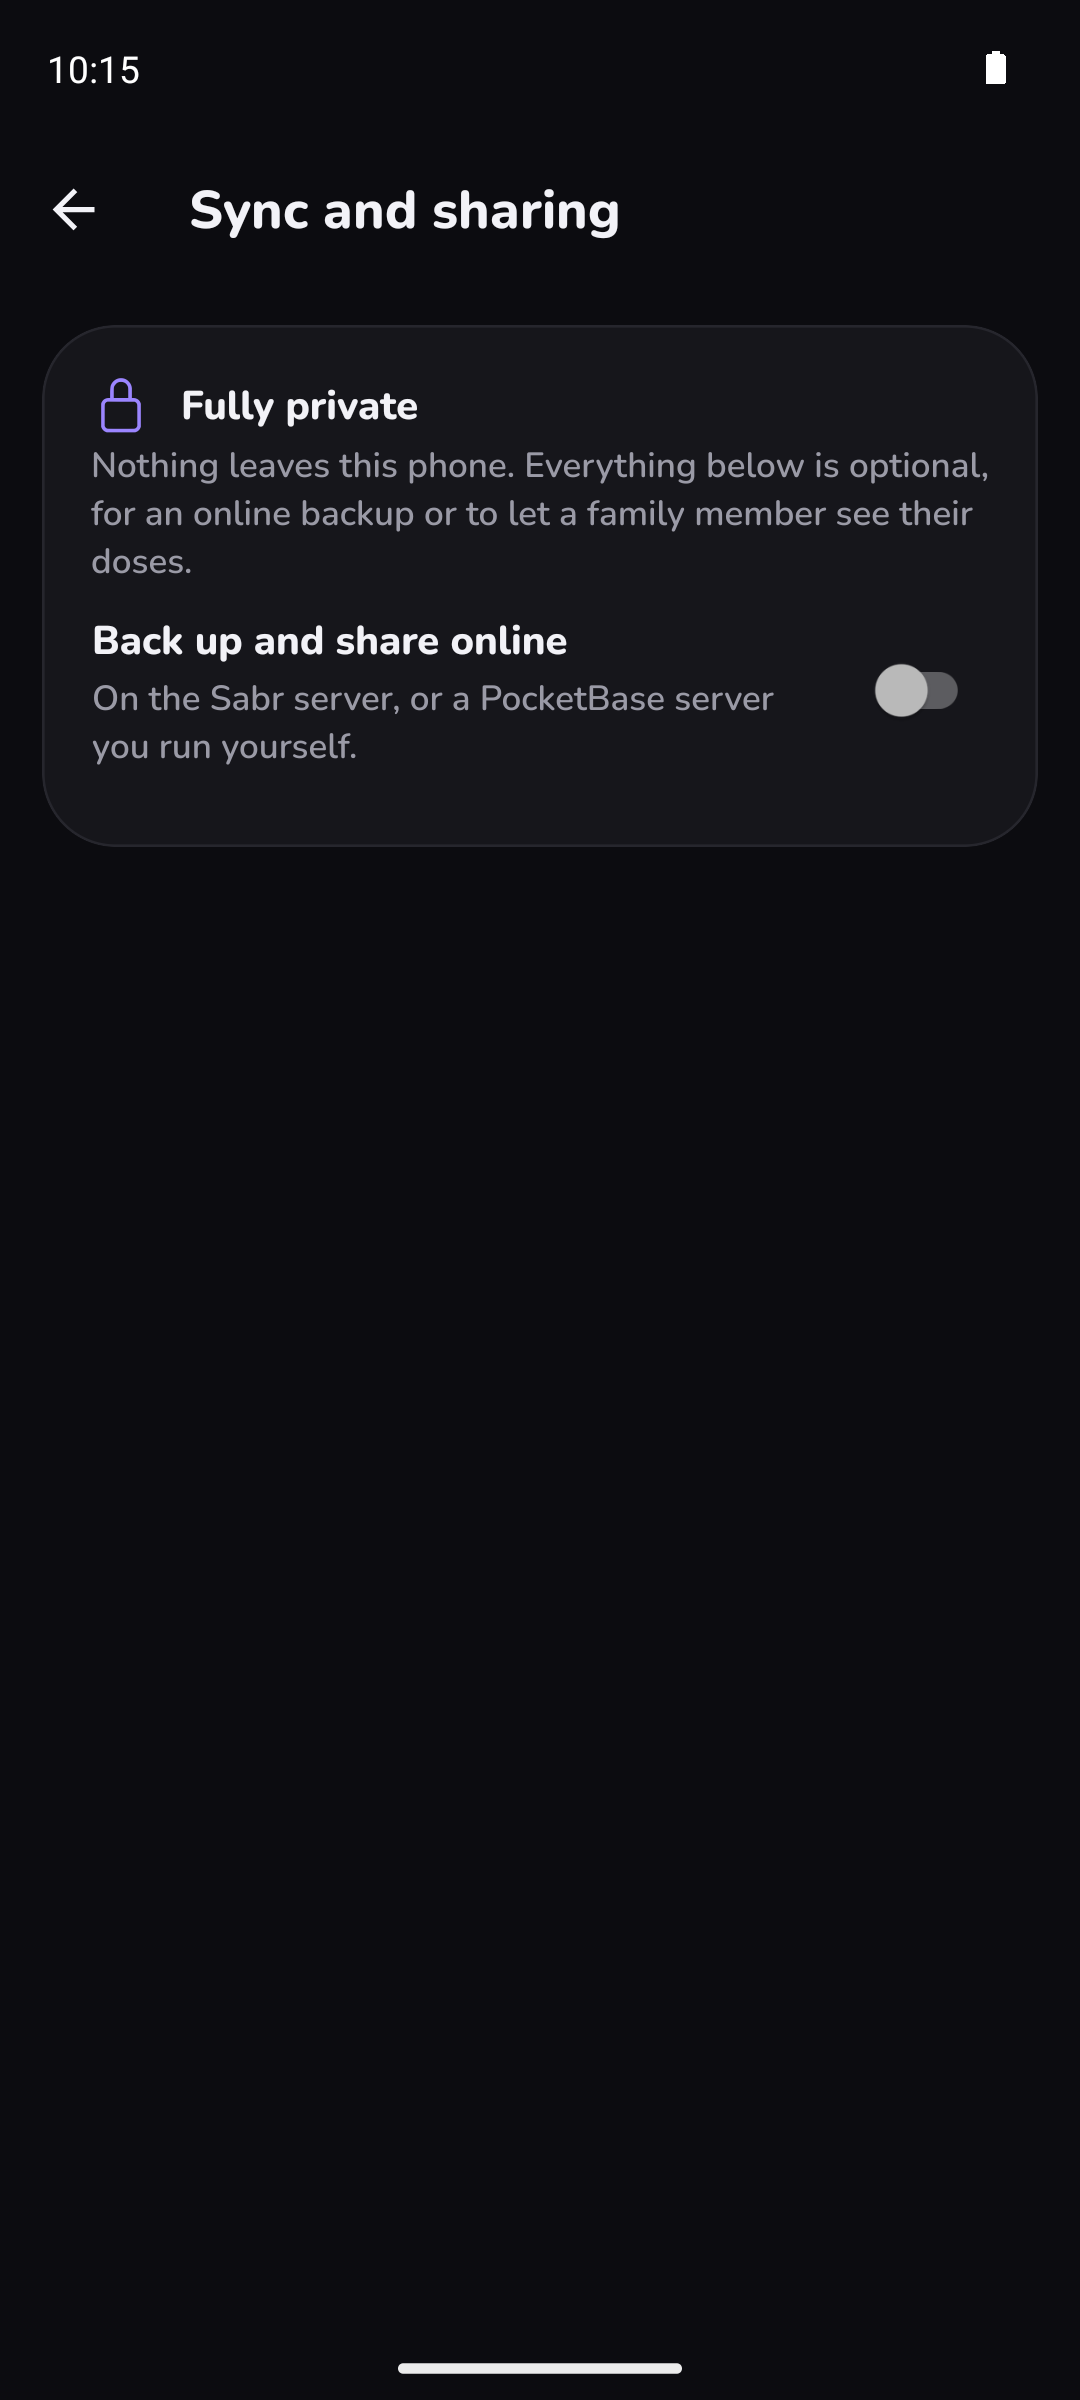 10:15
Sync and sharing
Fully private
Nothing leaves this phone. Everything below is optional,
for an online backup or to let a family member see their
doses.
Back up and share online
On the Sabr server, or a PocketBase server
you run yourself.